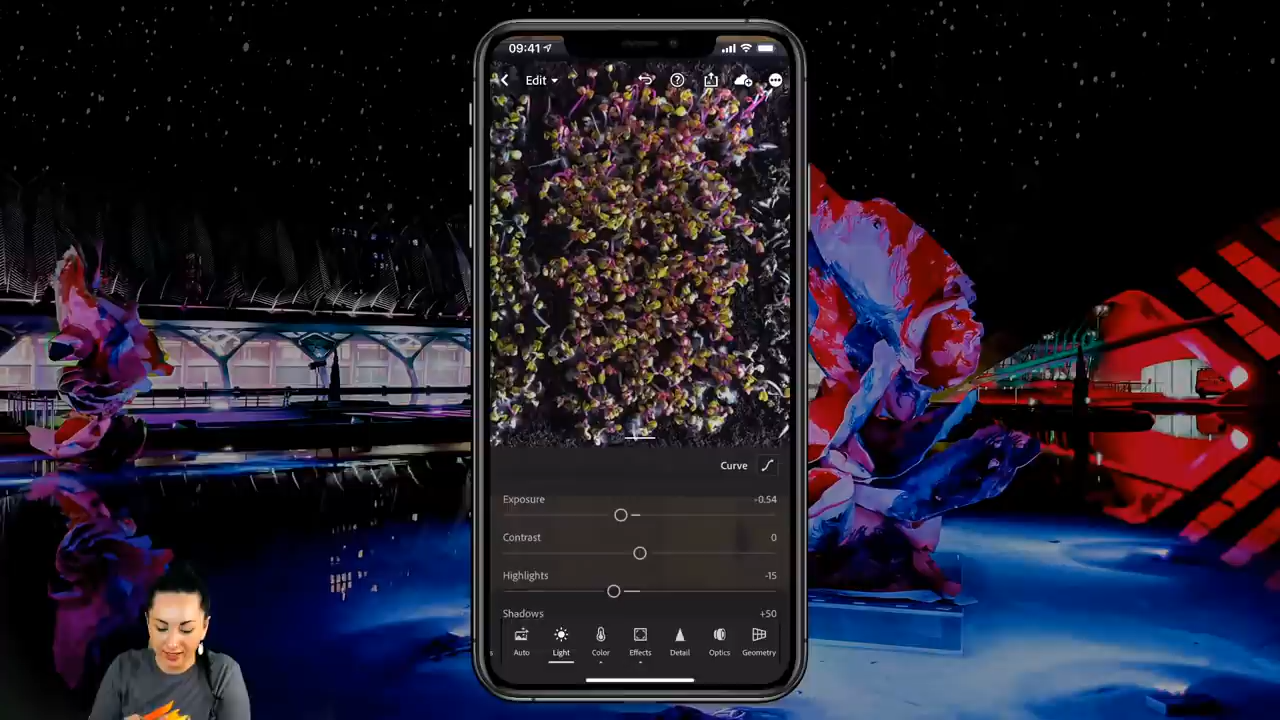 09:41
Edit
Curve
Exposure -0.54
Contrast 0
Highlights -15
Shadows +50
s Auto Light Color Effects Detail Optics Geometry